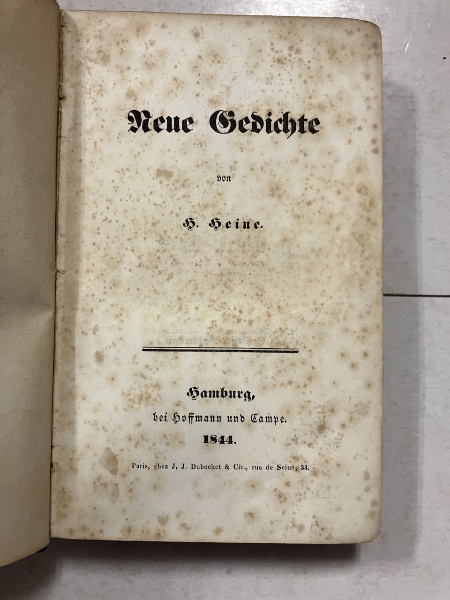 Neue Gedichte
von
H. Heine.
Hamburg,
bei Hoffmann und Campe.
1844.
Paris, chez J. J. Dubochet & Cie., rue de Seine, 33.